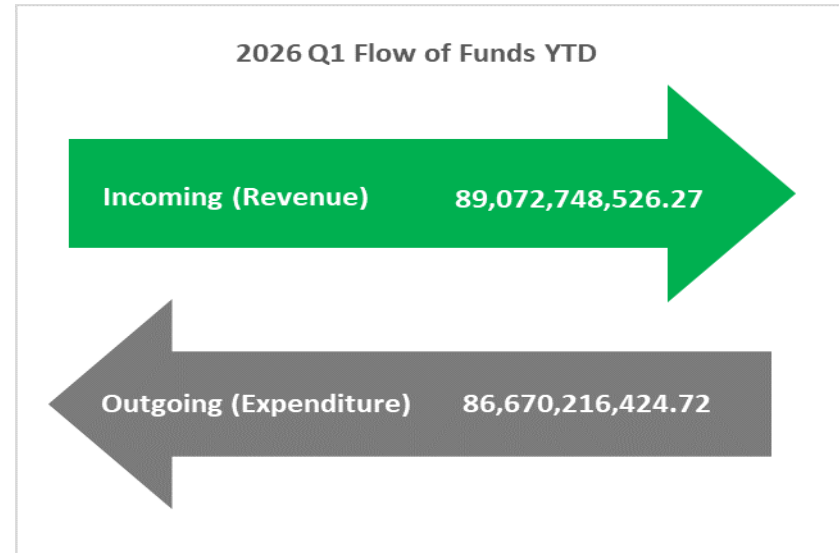 2026 Q1 Flow of Funds YTD
Incoming (Revenue) 89,072,748,526.27
Outgoing (Expenditure) 86,670,216,424.72